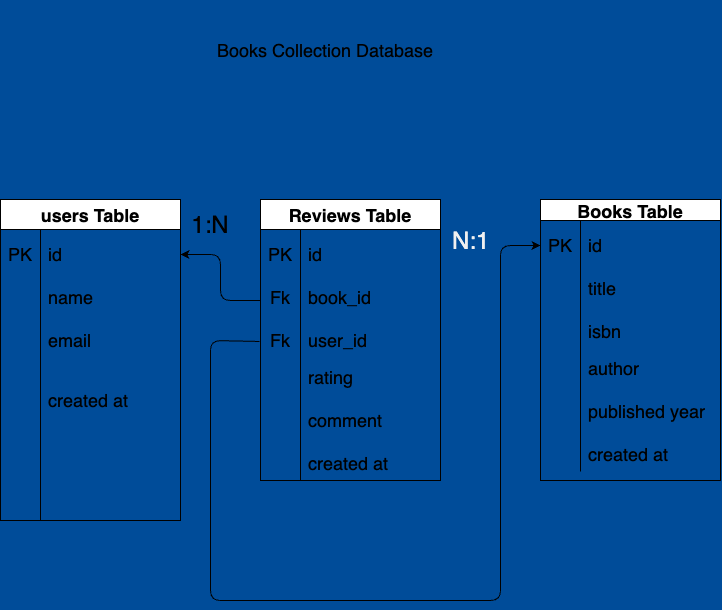 Books Collection Database
users Table
PK id
name
email
created at
1:N
Reviews Table
PK id
Fk book_id
Fk user_id
rating
comment
created at
N:1
Books Table
PK id
title
isbn
author
published year
created at